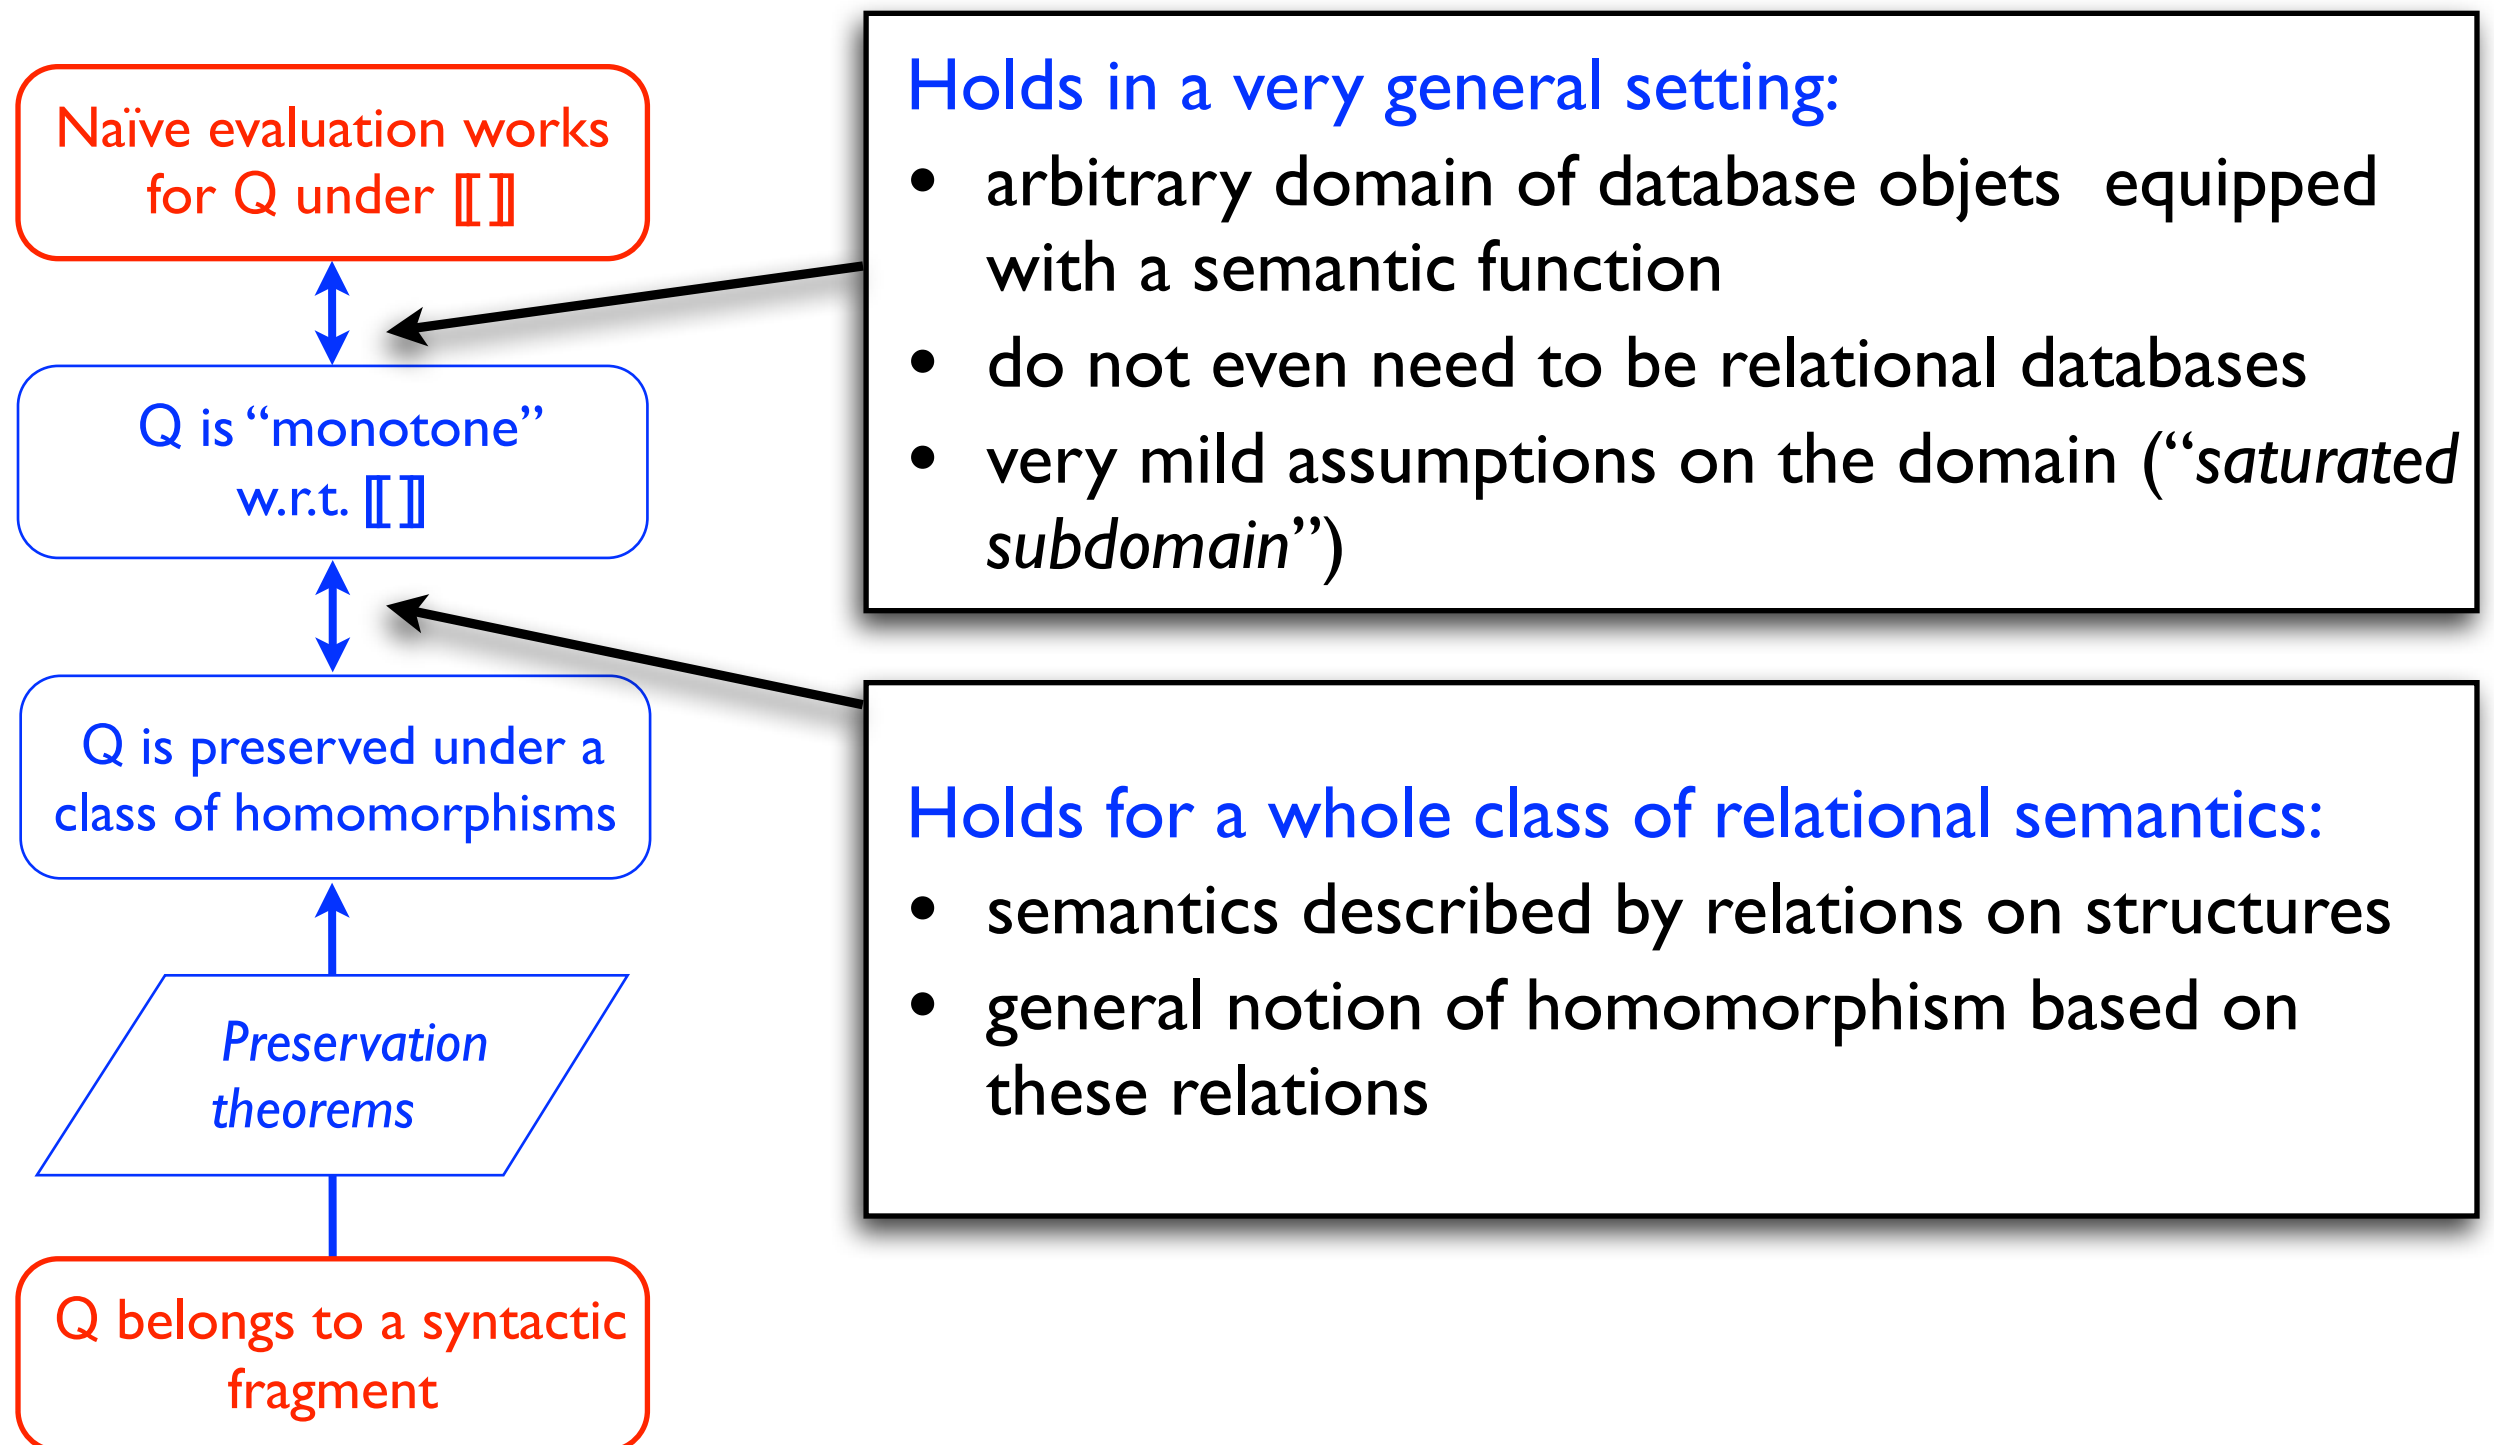 Naïve evaluation works
for Q under ⟦ ⟧
Q is “monotone”
w.r.t. ⟦ ⟧
Q is preserved under a
class of homomorphisms
Preservation
theorems
Q belongs to a syntactic
fragment
Holds in a very general setting:
• arbitrary domain of database objets equipped
with a semantic function
• do not even need to be relational databases
• very mild assumptions on the domain (“saturated
subdomain”)
Holds for a whole class of relational semantics:
• semantics described by relations on structures
• general notion of homomorphism based on
these relations